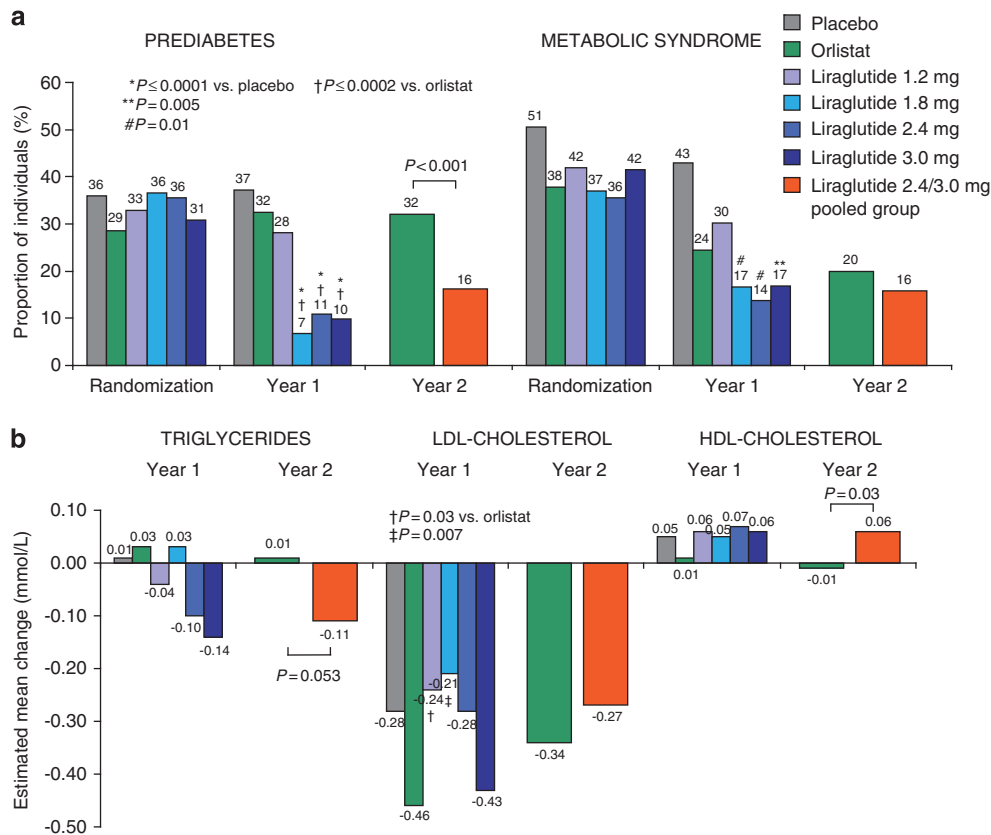 a
PREDIABETES
METABOLIC SYNDROME
*P≤0.0001 vs. placebo
†P≤0.0002 vs. orlistat
**P=0.005
#P=0.01
Placebo
Orlistat
Liraglutide 1.2 mg
Liraglutide 1.8 mg
Liraglutide 2.4 mg
Liraglutide 3.0 mg
Liraglutide 2.4/3.0 mg
pooled group
Proportion of individuals (%)
60
50
40
30
20
10
0
36
29
33
36
36
31
37
32
28
*
†
7
*
†
11
*
†
10
P<0.001
32
16
51
38
42
37
36
42
43
24
30
#
17
#
14
**
17
20
16
Randomization
Year 1
Year 2
Randomization
Year 1
Year 2
b
TRIGLYCERIDES
LDL-CHOLESTEROL
HDL-CHOLESTEROL
Year 1
Year 2
Year 1
Year 2
Year 1
Year 2
Estimated mean change (mmol/L)
0.10
0.00
-0.10
-0.20
-0.30
-0.40
-0.50
0.01
0.03
-0.04
0.03
-0.10
-0.14
0.01
-0.11
P=0.053
†P=0.03 vs. orlistat
‡P=0.007
-0.28
-0.46
-0.24
†
-0.21
‡
-0.28
-0.43
-0.34
-0.27
0.05
0.01
0.06
0.05
0.07
0.06
P=0.03
-0.01
0.06